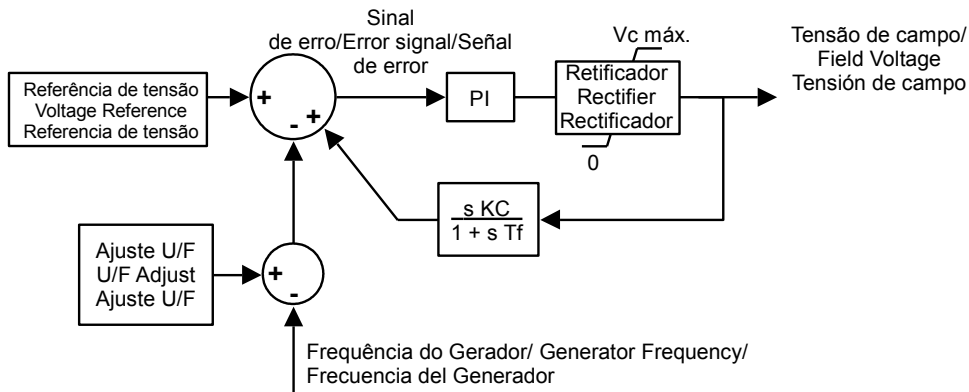 Sinal
de erro/Error signal/Señal
de error
Vc máx.
Tensão de campo/
Field Voltage
Tensión de campo
Referência de tensão
Voltage Reference
Referencia de tensão
+
-
+
PI
Retificador
Rectifier
Rectificador
0
s KC
1 + s Tf
Ajuste U/F
U/F Adjust
Ajuste U/F
+
-
Frequência do Gerador/ Generator Frequency/
Frecuencia del Generador